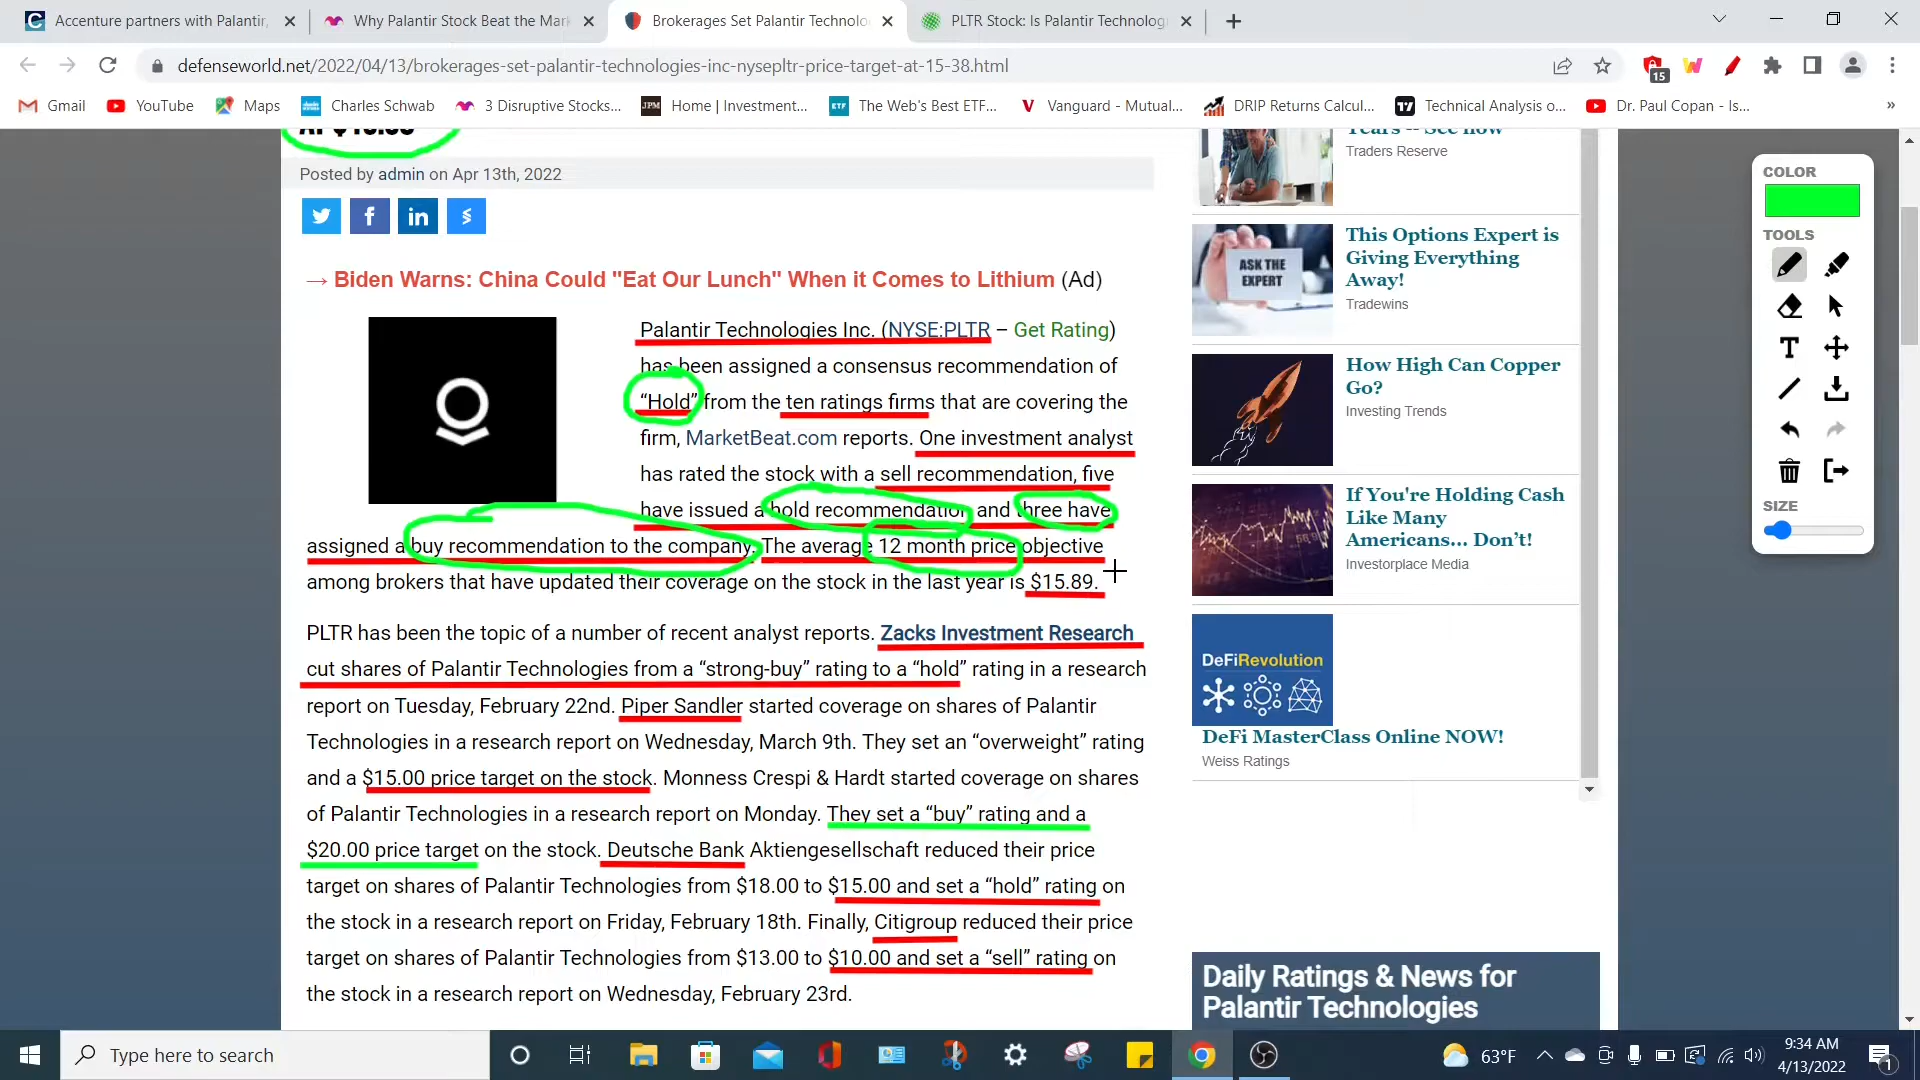 Accenture partners with Palantir,
Why Palantir Stock Beat the Mar
Brokerages Set Palantir Technolo
PLTR Stock: Is Palantir Technolog
defenseworld.net/2022/04/13/brokerages-set-palantir-technologies-inc-nysepltr-price-target-at-15-38.html
15
Gmail
YouTube
Maps
Charles Schwab
3 Disruptive Stocks...
JPM
Home | Investment...
ETF
The Web's Best ETF...
Vanguard - Mutual...
DRIP Returns Calcul...
Technical Analysis o...
Dr. Paul Copan - Is...
»
Posted by admin on Apr 13th, 2022
→ Biden Warns: China Could "Eat Our Lunch" When it Comes to Lithium (Ad)
Palantir Technologies Inc. (NYSE:PLTR – Get Rating)
has been assigned a consensus recommendation of
“Hold” from the ten ratings firms that are covering the
firm, MarketBeat.com reports. One investment analyst
has rated the stock with a sell recommendation, five
have issued a hold recommendation and three have
assigned a buy recommendation to the company. The average 12 month price objective
among brokers that have updated their coverage on the stock in the last year is $15.89.
PLTR has been the topic of a number of recent analyst reports. Zacks Investment Research
cut shares of Palantir Technologies from a “strong-buy” rating to a “hold” rating in a research
report on Tuesday, February 22nd. Piper Sandler started coverage on shares of Palantir
Technologies in a research report on Wednesday, March 9th. They set an “overweight” rating
and a $15.00 price target on the stock. Monness Crespi & Hardt started coverage on shares
of Palantir Technologies in a research report on Monday. They set a “buy” rating and a
$20.00 price target on the stock. Deutsche Bank Aktiengesellschaft reduced their price
target on shares of Palantir Technologies from $18.00 to $15.00 and set a “hold” rating on
the stock in a research report on Friday, February 18th. Finally, Citigroup reduced their price
target on shares of Palantir Technologies from $13.00 to $10.00 and set a “sell” rating on
the stock in a research report on Wednesday, February 23rd.
Traders Reserve
ASK THE
EXPERT
This Options Expert is
Giving Everything
Away!
Tradewins
How High Can Copper
Go?
Investing Trends
If You're Holding Cash
Like Many
Americans... Don’t!
Investorplace Media
DeFiRevolution
DeFi MasterClass Online NOW!
Weiss Ratings
Daily Ratings & News for
Palantir Technologies
COLOR
TOOLS
T
SIZE
Type here to search
63°F
9:34 AM
4/13/2022
1